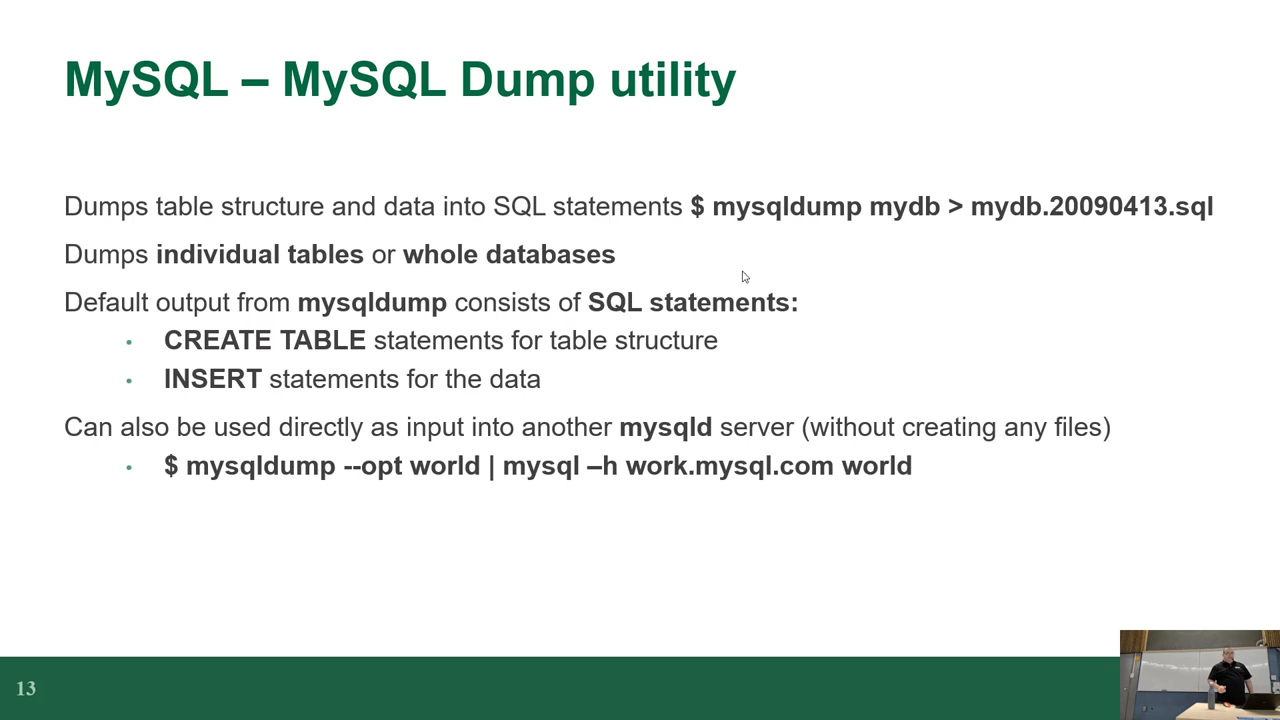 MySQL – MySQL Dump utility
Dumps table structure and data into SQL statements $ mysqldump mydb > mydb.20090413.sql
Dumps individual tables or whole databases
Default output from mysqldump consists of SQL statements:
• CREATE TABLE statements for table structure
• INSERT statements for the data
Can also be used directly as input into another mysqld server (without creating any files)
• $ mysqldump --opt world | mysql –h work.mysql.com world
13